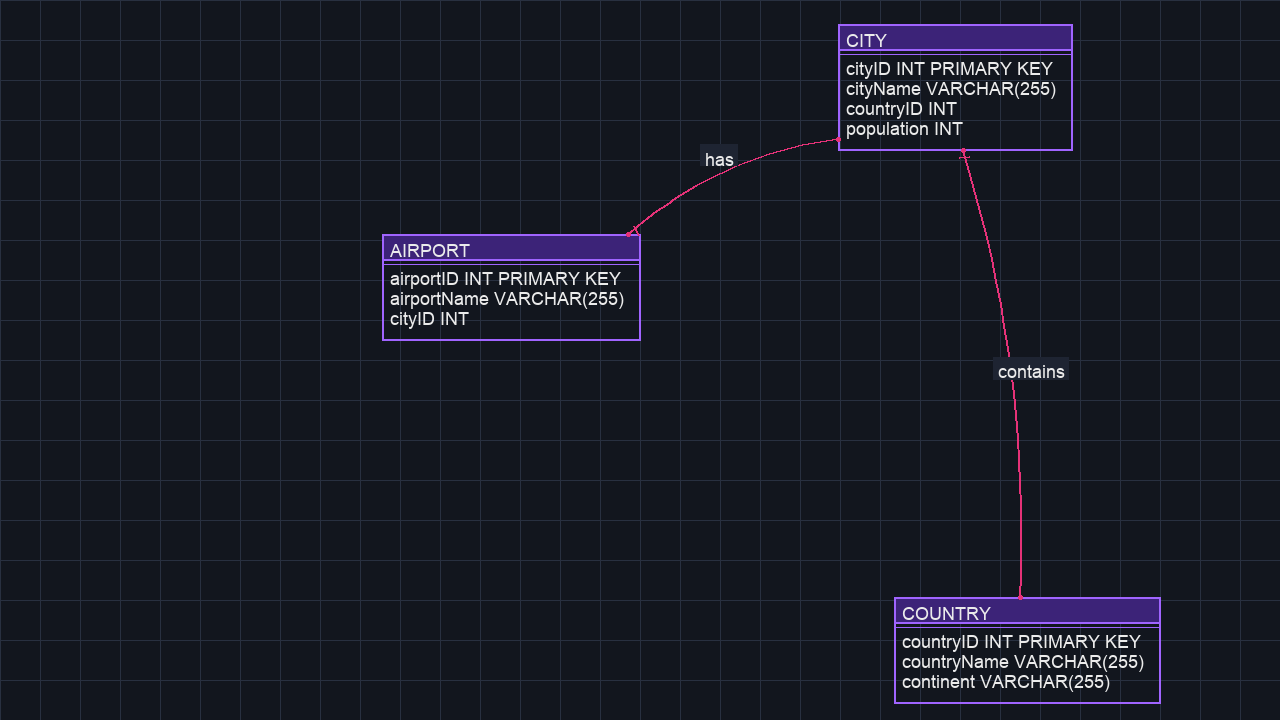 CITY
cityID INT PRIMARY KEY
cityName VARCHAR(255)
countryID INT
population INT
has
AIRPORT
airportID INT PRIMARY KEY
airportName VARCHAR(255)
cityID INT
contains
COUNTRY
countryID INT PRIMARY KEY
countryName VARCHAR(255)
continent VARCHAR(255)